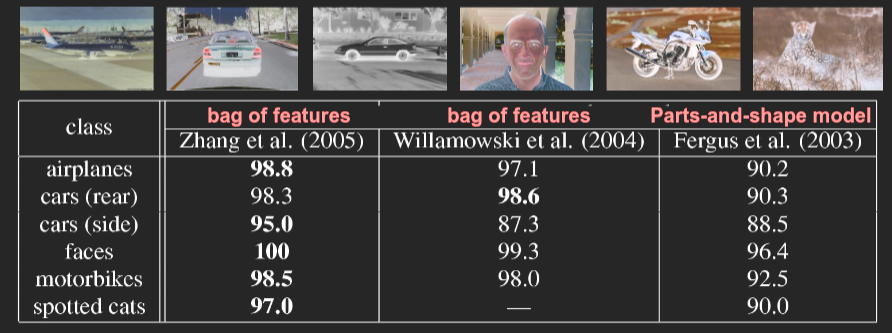 bag of features bag of features Parts-and-shape model
class Zhang et al. (2005) Willamowski et al. (2004) Fergus et al. (2003)
airplanes 98.8 97.1 90.2
cars (rear) 98.3 98.6 90.3
cars (side) 95.0 87.3 88.5
faces 100 99.3 96.4
motorbikes 98.5 98.0 92.5
spotted cats 97.0 — 90.0